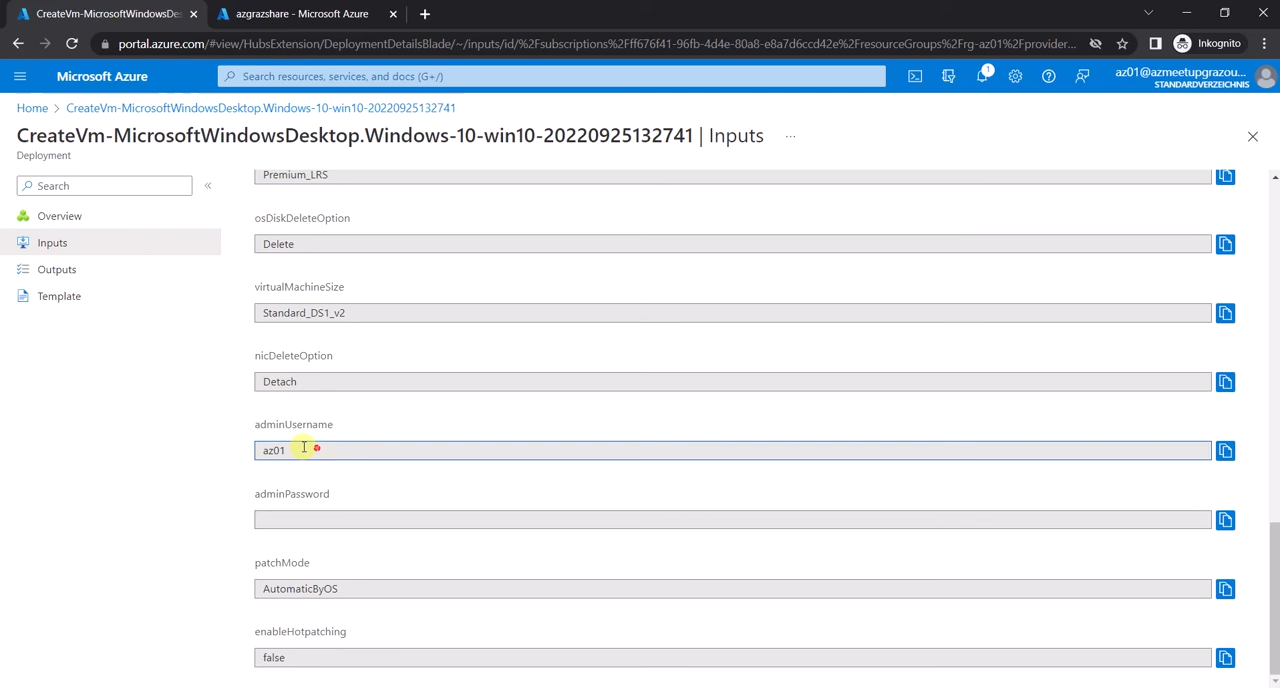 CreateVm-MicrosoftWindowsDes
azgrazshare - Microsoft Azure
portal.azure.com/#view/HubsExtension/DeploymentDetailsBlade/~/inputs/id/%2Fsubscriptions%2Fff676f41-96fb-4d4e-80a8-e8a7d6ccd42e%2FresourceGroups%2Frg-az01%2Fprovider...
Inkognito
Microsoft Azure
Search resources, services, and docs (G+/)
1
az01@azmeetupgrazou...
STANDARDVERZEICHNIS
Home > CreateVm-MicrosoftWindowsDesktop.Windows-10-win10-20220925132741
CreateVm-MicrosoftWindowsDesktop.Windows-10-win10-20220925132741 | Inputs ...
Deployment
Search
«
Overview
Inputs
Outputs
Template
Premium_LRS
osDiskDeleteOption
Delete
virtualMachineSize
Standard_DS1_v2
nicDeleteOption
Detach
adminUsername
az01
adminPassword
patchMode
AutomaticByOS
enableHotpatching
false